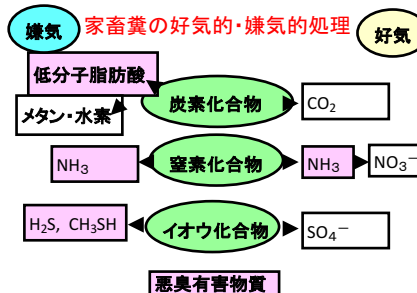 家畜糞の好気的･嫌気的処理
嫌気
好気
低分子脂肪酸
メタン・水素
炭素化合物
CO₂
NH₃
窒素化合物
NH₃
NO₃⁻
H₂S, CH₃SH
イオウ化合物
SO₄⁻
悪臭有害物質